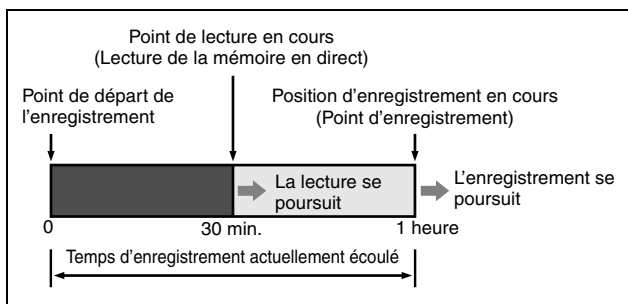 Point de lecture en cours
(Lecture de la mémoire en direct)
Point de départ de
l'enregistrement
Position d'enregistrement en cours
(Point d'enregistrement)
La lecture se
poursuit
L'enregistrement se
poursuit
0
30 min.
1 heure
Temps d'enregistrement actuellement écoulé